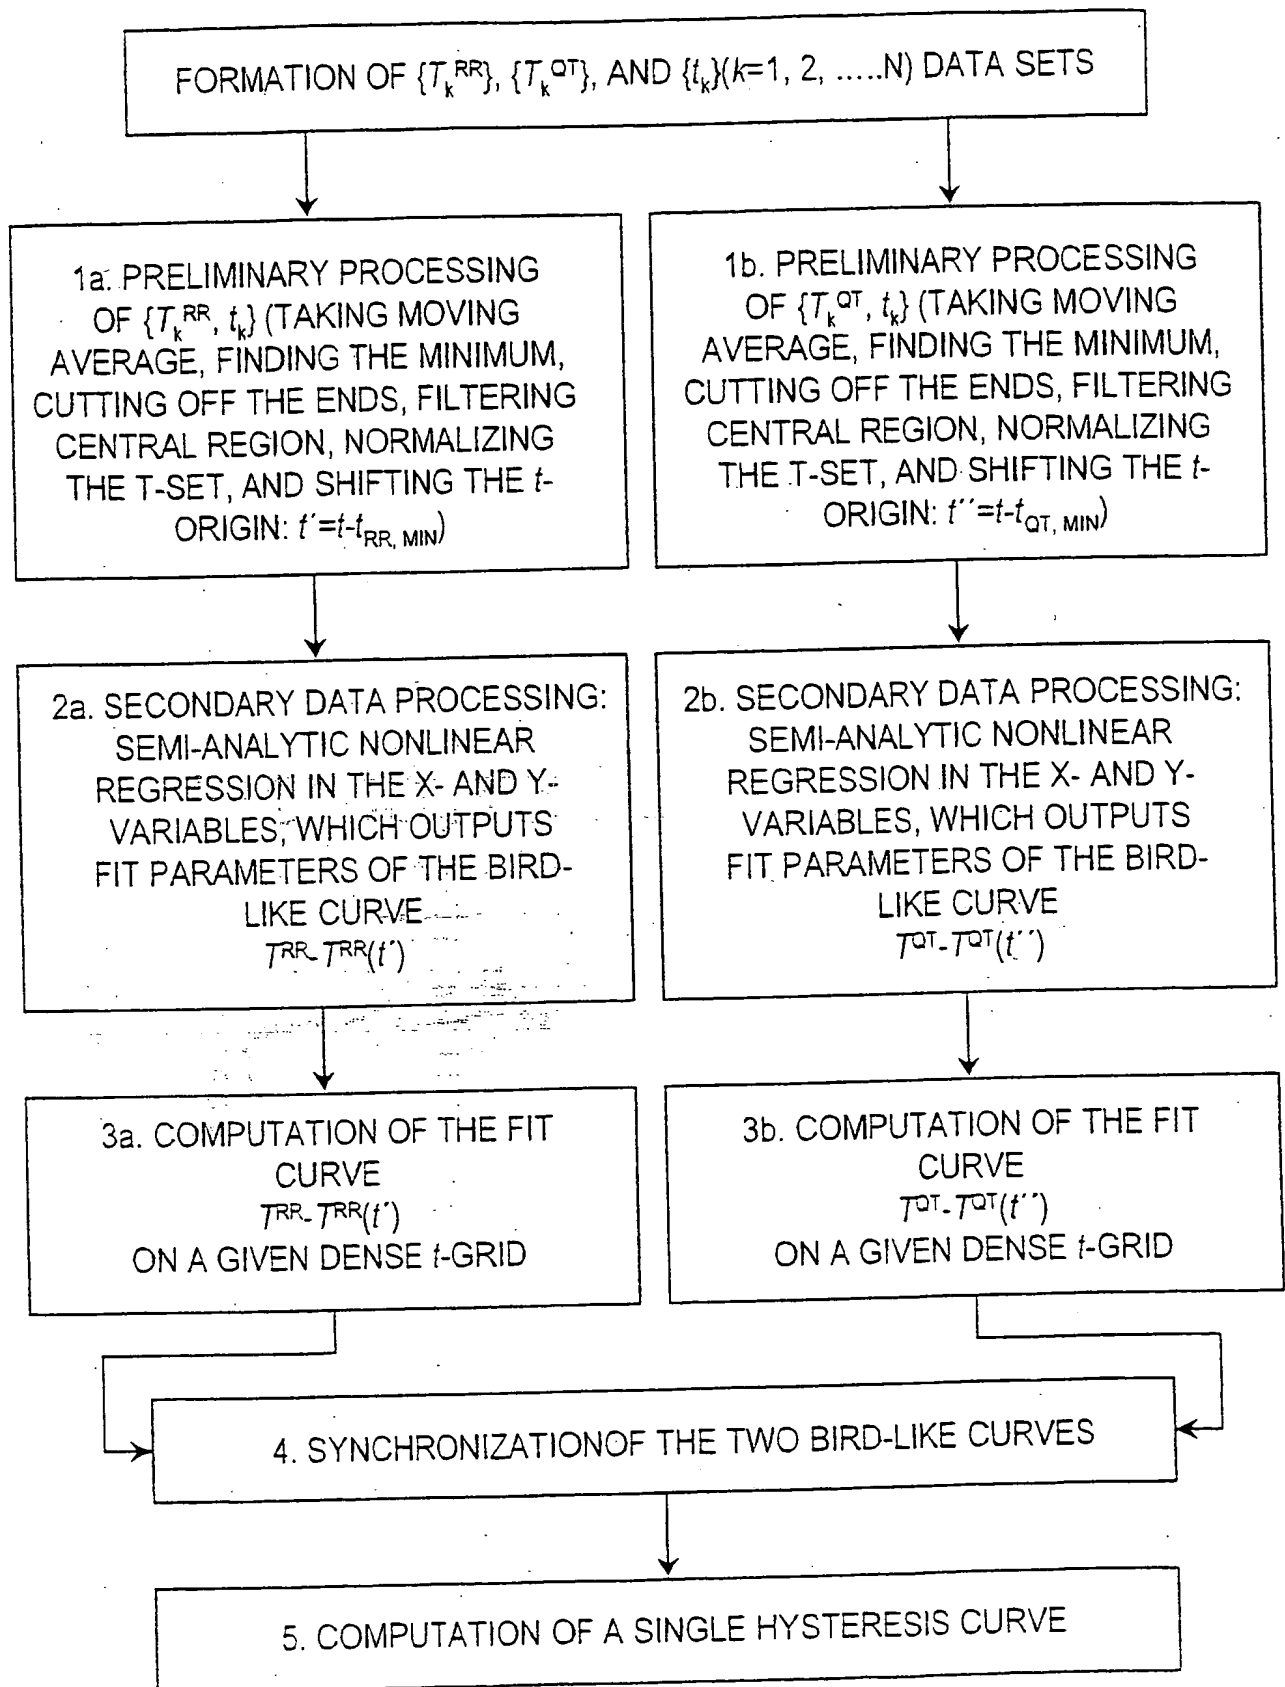 FORMATION OF {T_k^RR}, {T_k^QT}, AND {t_k}(k=1, 2, .....N) DATA SETS
1a. PRELIMINARY PROCESSING
OF {T_k^RR, t_k} (TAKING MOVING
AVERAGE, FINDING THE MINIMUM,
CUTTING OFF THE ENDS, FILTERING
CENTRAL REGION, NORMALIZING
THE T-SET, AND SHIFTING THE t-
ORIGIN: t´=t-t_RR, MIN)
1b. PRELIMINARY PROCESSING
OF {T_k^QT, t_k} (TAKING MOVING
AVERAGE, FINDING THE MINIMUM,
CUTTING OFF THE ENDS, FILTERING
CENTRAL REGION, NORMALIZING
THE T-SET, AND SHIFTING THE t-
ORIGIN: t´´=t-t_QT, MIN)
2a. SECONDARY DATA PROCESSING:
SEMI-ANALYTIC NONLINEAR
REGRESSION IN THE X- AND Y-
VARIABLES, WHICH OUTPUTS
FIT PARAMETERS OF THE BIRD-
LIKE CURVE
T^RR-T^RR(t´)
2b. SECONDARY DATA PROCESSING:
SEMI-ANALYTIC NONLINEAR
REGRESSION IN THE X- AND Y-
VARIABLES, WHICH OUTPUTS
FIT PARAMETERS OF THE BIRD-
LIKE CURVE
T^QT-T^QT(t´´)
3a. COMPUTATION OF THE FIT
CURVE
T^RR-T^RR(t´)
ON A GIVEN DENSE t-GRID
3b. COMPUTATION OF THE FIT
CURVE
T^QT-T^QT(t´´)
ON A GIVEN DENSE t-GRID
4. SYNCHRONIZATIONOF THE TWO BIRD-LIKE CURVES
5. COMPUTATION OF A SINGLE HYSTERESIS CURVE